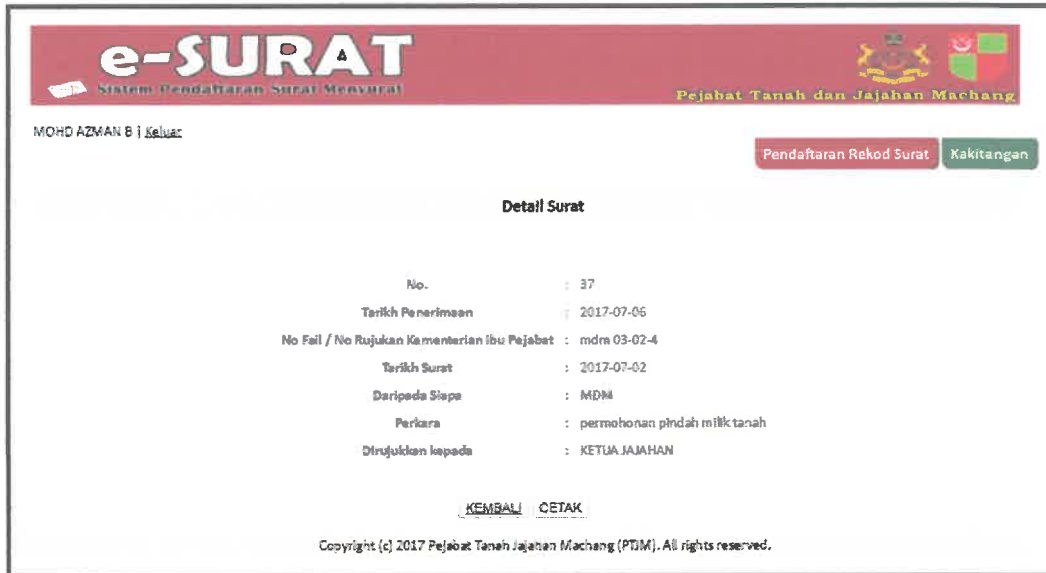 e-SURAT
Sistem Pendaftaran Surat Menyurat
Pejabat Tanah dan Jajahan Machang
MOHD AZMAN B | Keluar
Pendaftaran Rekod Surat Kakitangan
Detail Surat
No. : 37
Tarikh Penerimaan : 2017-07-06
No Fail / No Rujukan Kementerian Ibu Pejabat : mdm 03-02-4
Tarikh Surat : 2017-07-02
Daripada Siapa : MDM
Perkara : permohonan pindah milik tanah
Dirujukkan kepada : KETUA JAJAHAN
KEMBALI CETAK
Copyright (c) 2017 Pejabat Tanah Jajahan Machang (PTJM). All rights reserved.